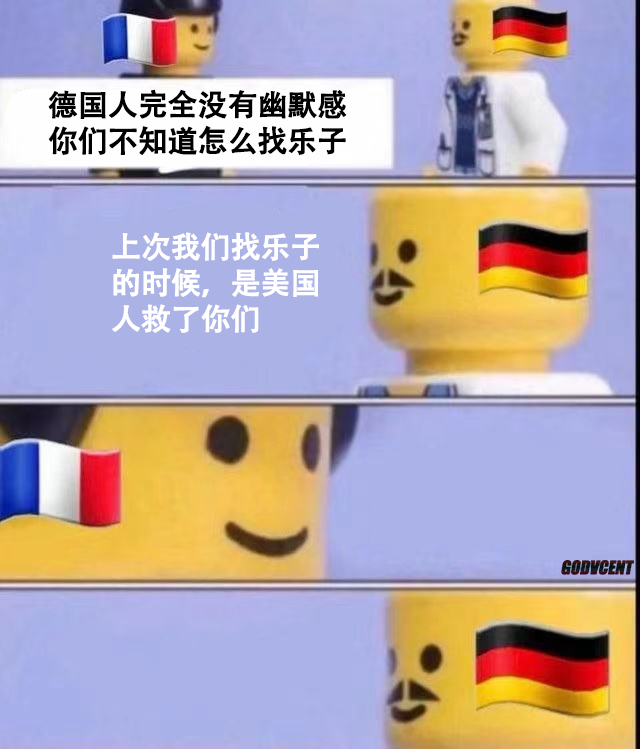 德国人完全没有幽默感
你们不知道怎么找乐子
上次我们找乐子
的时候，是美国
人救了你们
GODVCENT